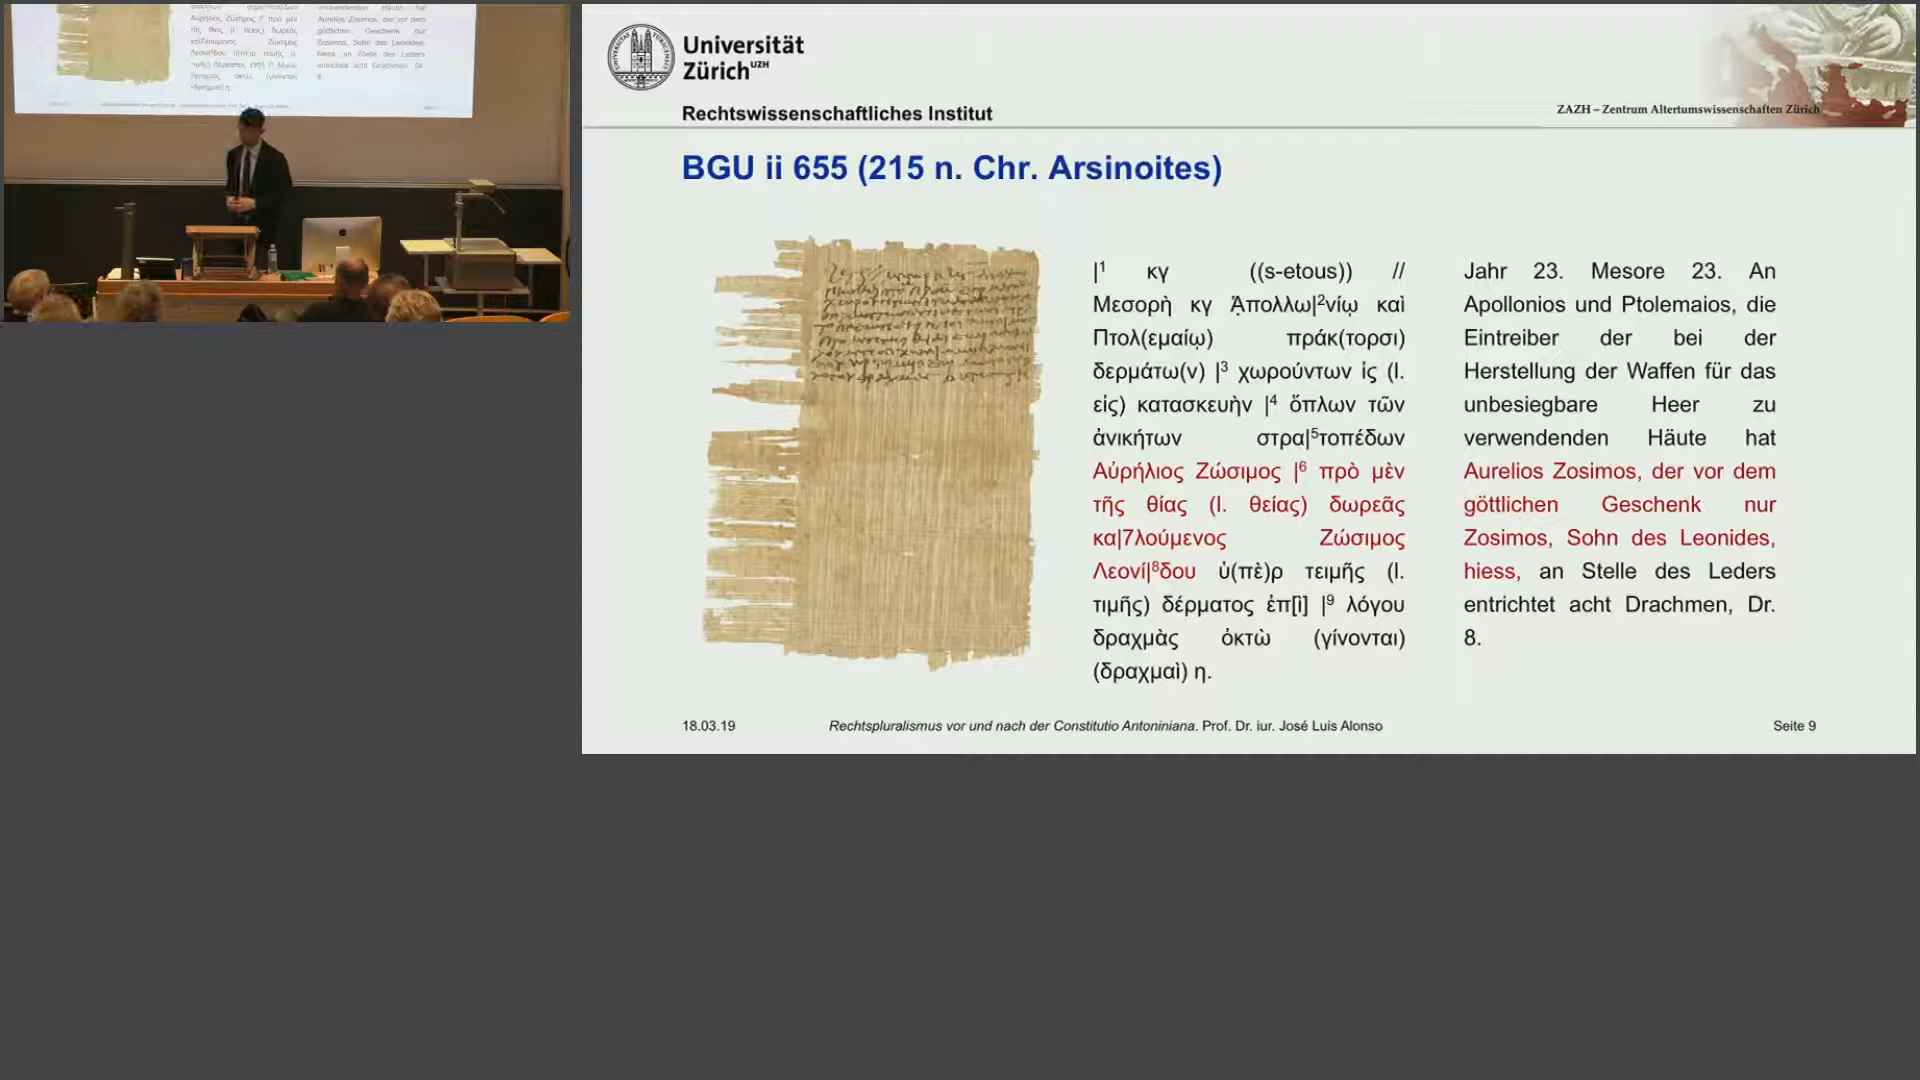 Universität
Zürich UZH
Rechtswissenschaftliches Institut
ZAZH – Zentrum Altertumswissenschaften Zürich
BGU ii 655 (215 n. Chr. Arsinoites)
|1 κγ ((s-etous)) //
Μεσορὴ κγ Ἀ̣πολλω|2νίῳ καὶ
Πτολ(εμαίῳ) πράκ(τορσι)
δερμάτω(ν) |3 χωρούντων ἰς (l.
εἰς) κατασκευὴν |4 ὅπλων τῶν
ἀνικήτων στρα|5τοπέδων
Αὐρήλιος Ζώσιμος |6 πρὸ μὲν
τῆς θίας (l. θείας) δωρεᾶς
κα|7λούμενος Ζώσιμος
Λεονί|8δου ὑ(πὲ)ρ τειμῆς (l.
τιμῆς) δέρματος ἐπ[ὶ] |9 λόγου
δραχμὰς ὀκτὼ (γίνονται)
(δραχμαὶ) η.
Jahr 23. Mesore 23. An
Apollonios und Ptolemaios, die
Eintreiber der bei der
Herstellung der Waffen für das
unbesiegbare Heer zu
verwendenden Häute hat
Aurelios Zosimos, der vor dem
göttlichen Geschenk nur
Zosimos, Sohn des Leonides,
hiess, an Stelle des Leders
entrichtet acht Drachmen, Dr.
8.
18.03.19
Rechtspluralismus vor und nach der Constitutio Antoniniana. Prof. Dr. iur. José Luis Alonso
Seite 9